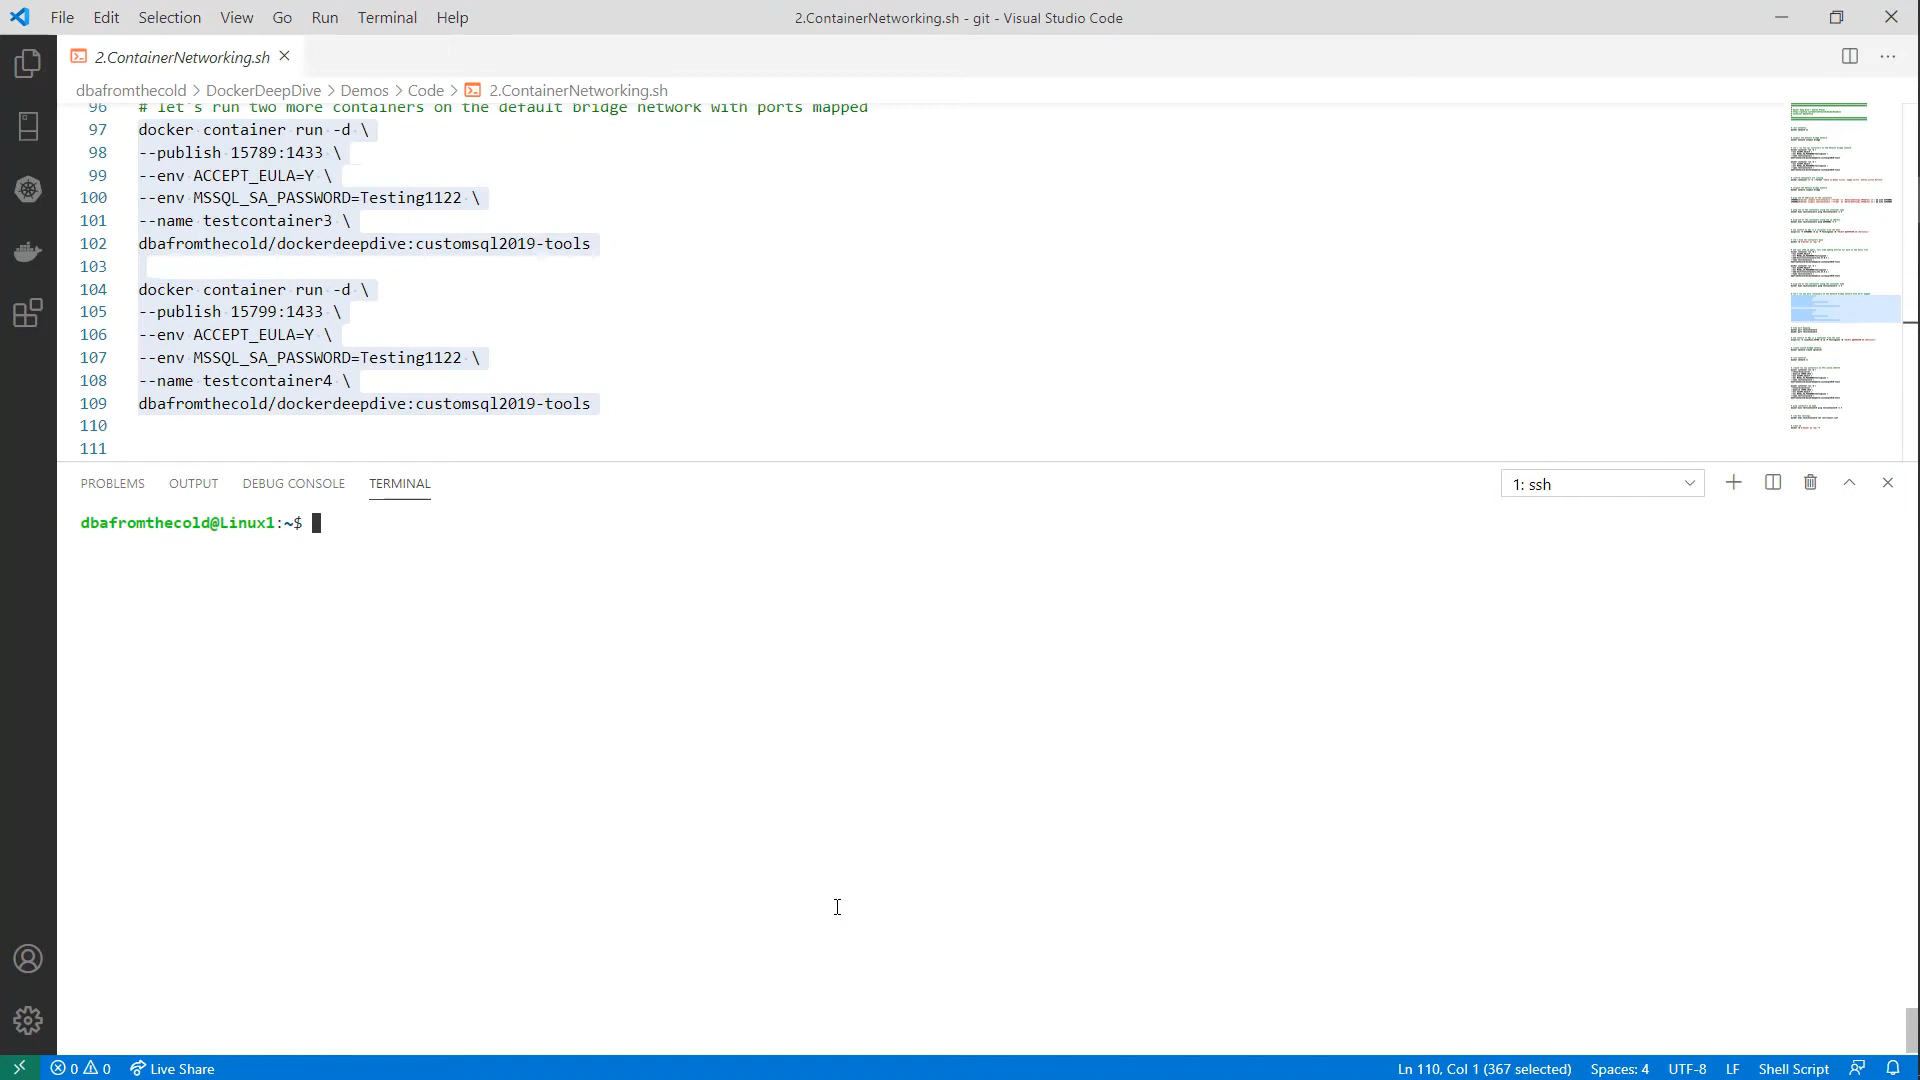 File Edit Selection View Go Run Terminal Help
2.ContainerNetworking.sh - git - Visual Studio Code
2.ContainerNetworking.sh
dbafromthecold > DockerDeepDive > Demos > Code > 2.ContainerNetworking.sh
96 # let's run two more containers on the default bridge network with ports mapped
97 docker container run -d \
98 --publish 15789:1433 \
99 --env ACCEPT_EULA=Y \
100 --env MSSQL_SA_PASSWORD=Testing1122 \
101 --name testcontainer3 \
102 dbafromthecold/dockerdeepdive:customsql2019-tools
103
104 docker container run -d \
105 --publish 15799:1433 \
106 --env ACCEPT_EULA=Y \
107 --env MSSQL_SA_PASSWORD=Testing1122 \
108 --name testcontainer4 \
109 dbafromthecold/dockerdeepdive:customsql2019-tools
110
111
PROBLEMS OUTPUT DEBUG CONSOLE TERMINAL
1: ssh
dbafromthecold@Linux1:~$
0 0 Live Share
Ln 110, Col 1 (367 selected) Spaces: 4 UTF-8 LF Shell Script